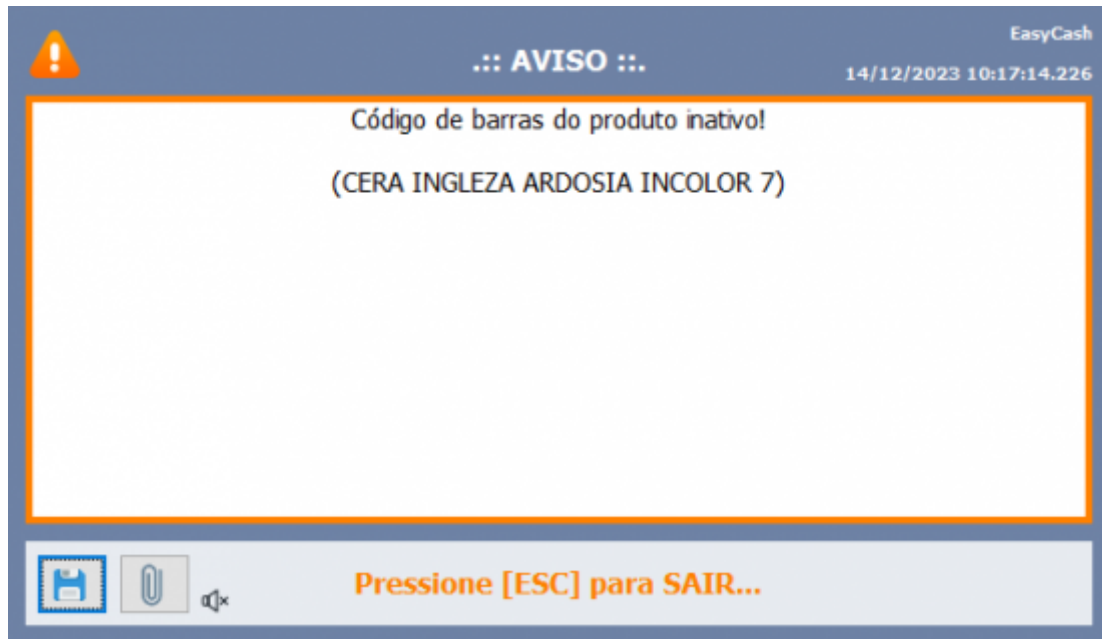 EasyCash
.:: AVISO ::.
14/12/2023 10:17:14.226
Código de barras do produto inativo!
(CERA INGLEZA ARDOSIA INCOLOR 7)
Pressione [ESC] para SAIR...